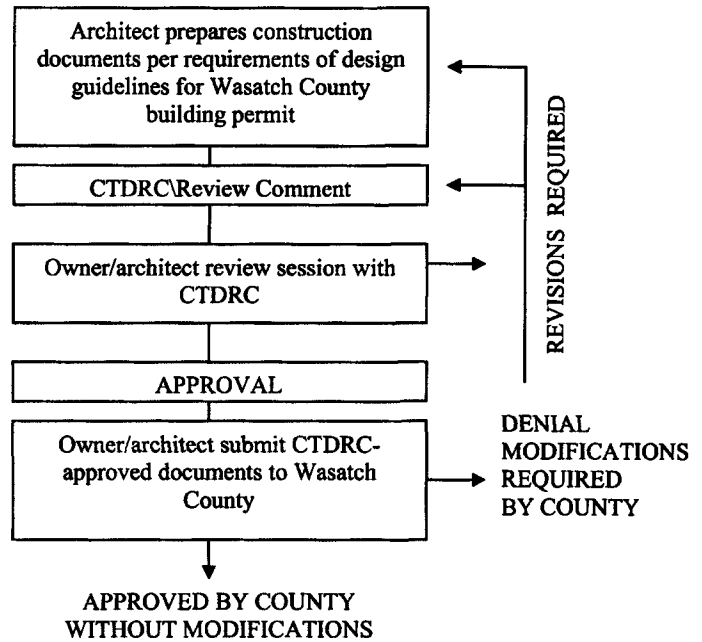 Architect prepares construction
documents per requirements of design
guidelines for Wasatch County
building permit
CTDRC\Review Comment
Owner/architect review session with
CTDRC
APPROVAL
Owner/architect submit CTDRC-
approved documents to Wasatch
County
APPROVED BY COUNTY
WITHOUT MODIFICATIONS
REVISIONS REQUIRED
DENIAL
MODIFICATIONS
REQUIRED
BY COUNTY